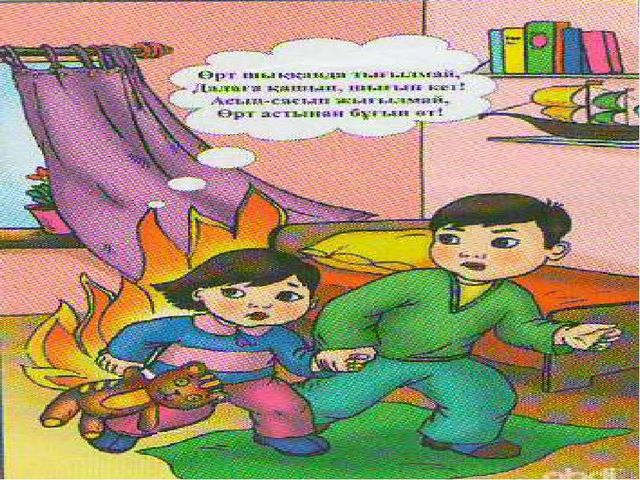 Өрт шыққанда тығылмай,
Далаға қашып, шығып кет!
Асып-сасып жығылмай,
Өрт астынан бұғып өт!